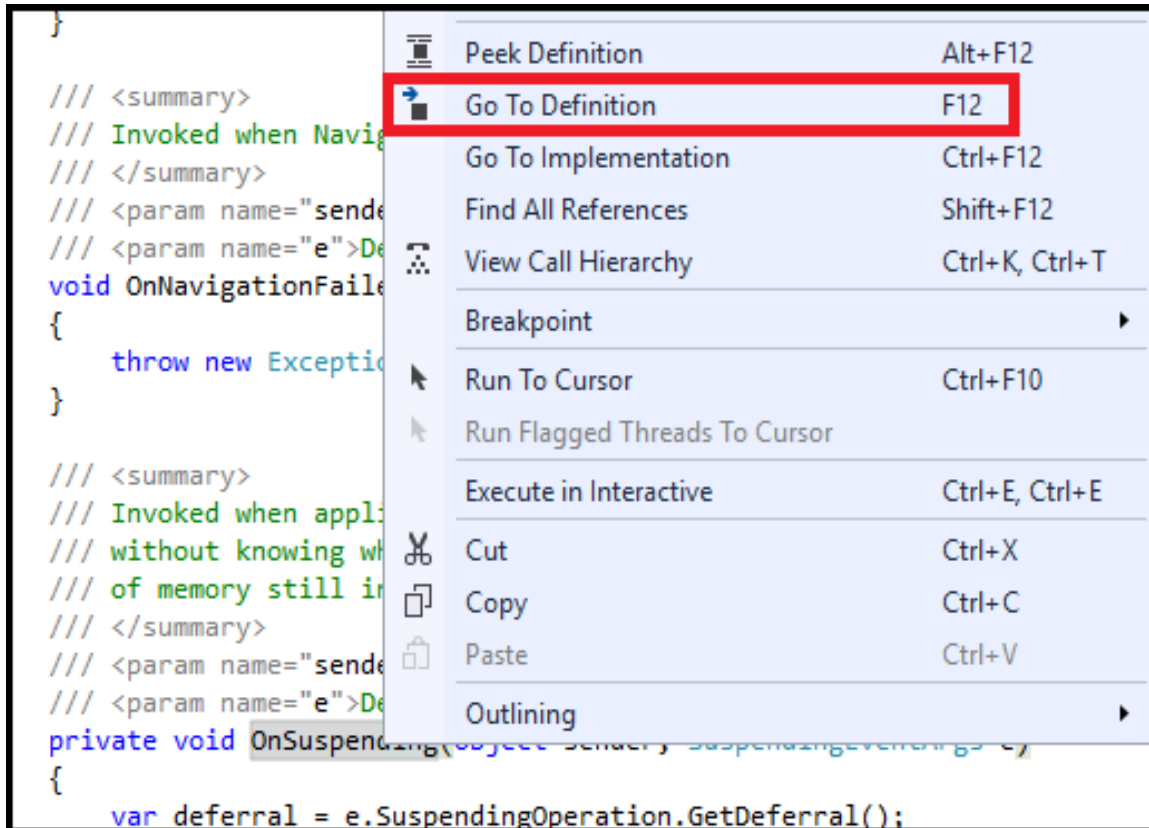 }
/// <summary>
/// Invoked when Navig
/// </summary>
/// <param name="sende
/// <param name="e">De
void OnNavigationFaile
{
throw new Exceptio
}
/// <summary>
/// Invoked when appli
/// without knowing wh
/// of memory still in
/// </summary>
/// <param name="sende
/// <param name="e">De
private void OnSuspending(object sender, SuspendingEventArgs e)
{
var deferral = e.SuspendingOperation.GetDeferral();
Peek Definition Alt+F12
Go To Definition F12
Go To Implementation Ctrl+F12
Find All References Shift+F12
View Call Hierarchy Ctrl+K, Ctrl+T
Breakpoint
Run To Cursor Ctrl+F10
Run Flagged Threads To Cursor
Execute in Interactive Ctrl+E, Ctrl+E
Cut Ctrl+X
Copy Ctrl+C
Paste Ctrl+V
Outlining